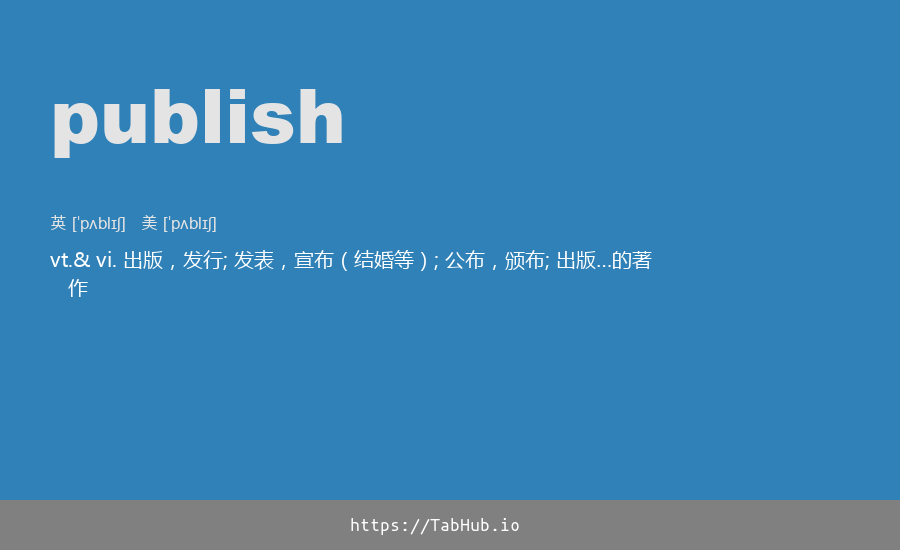 publish
英 [ˈpʌblɪʃ] 美 [ˈpʌblɪʃ]
vt.& vi. 出版，发行; 发表，宣布（结婚等）; 公布，颁布; 出版…的著
作
https://TabHub.io